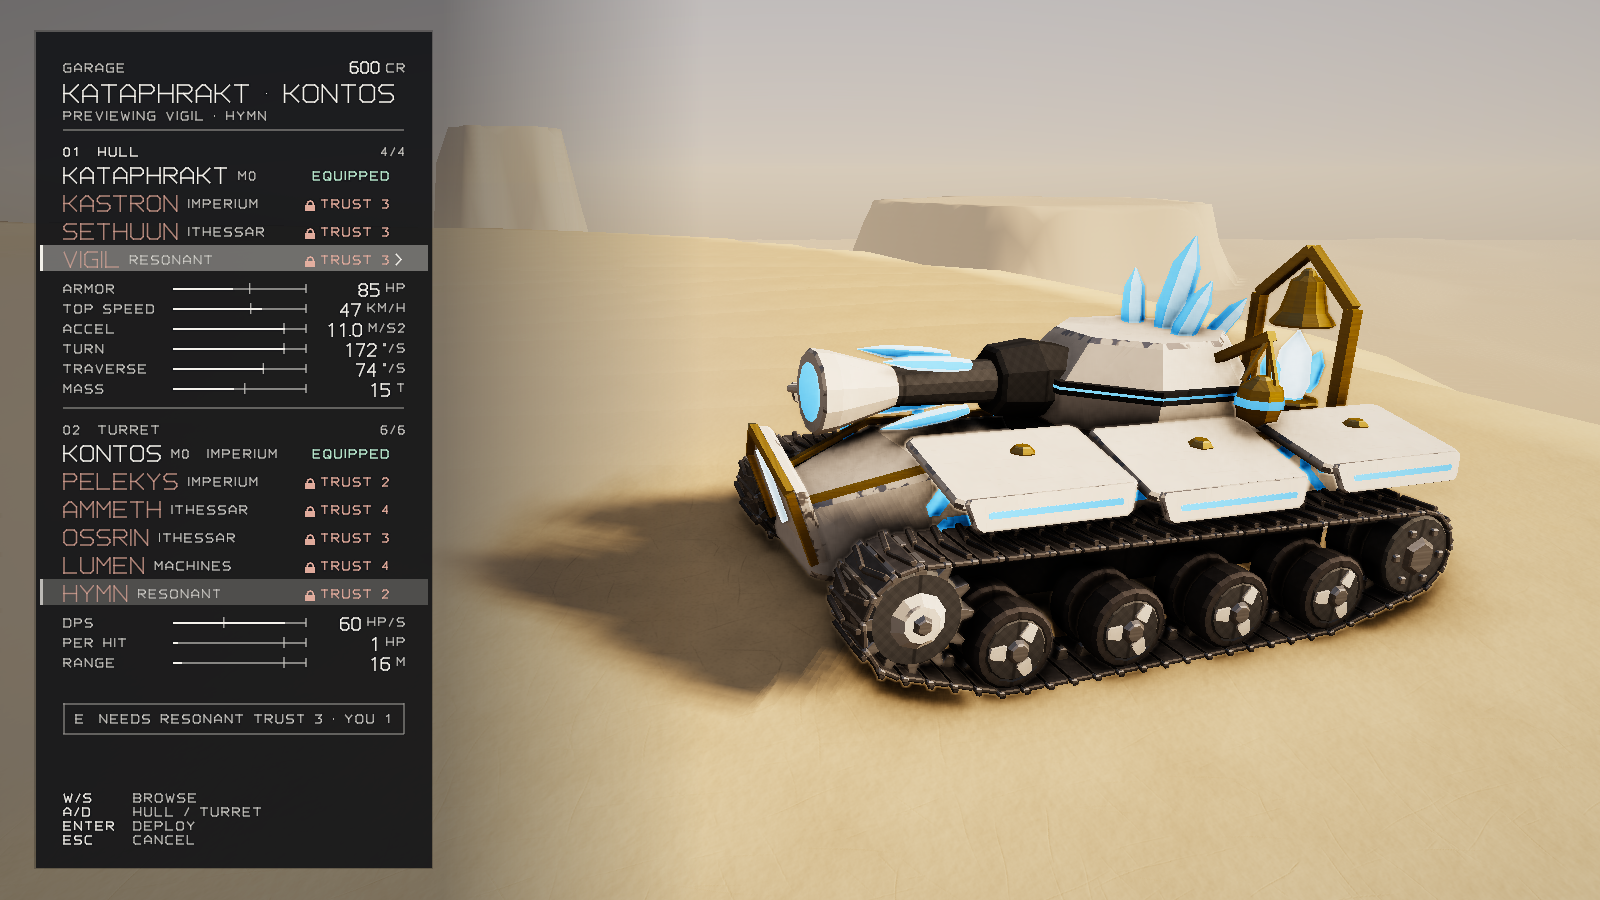 GARAGE 600 CR
KATAPHRAKT · KONTOS
PREVIEWING VIGIL · HYMN
01 HULL 4/4
KATAPHRAKT M0 EQUIPPED
KASTRON IMPERIUM TRUST 3
SETHUUN ITHESSAR TRUST 3
VIGIL RESONANT TRUST 3 >
ARMOR 85 HP
TOP SPEED 47 KM/H
ACCEL 11.0 M/S2
TURN 172 °/S
TRAVERSE 74 °/S
MASS 15 T
02 TURRET 6/6
KONTOS M0 IMPERIUM EQUIPPED
PELEKYS IMPERIUM TRUST 2
AMMETH ITHESSAR TRUST 4
OSSRIN ITHESSAR TRUST 3
LUMEN MACHINES TRUST 4
HYMN RESONANT TRUST 2
DPS 60 HP/S
PER HIT 1 HP
RANGE 16 M
E NEEDS RESONANT TRUST 3 · YOU 1
W/S BROWSE
A/D HULL / TURRET
ENTER DEPLOY
ESC CANCEL